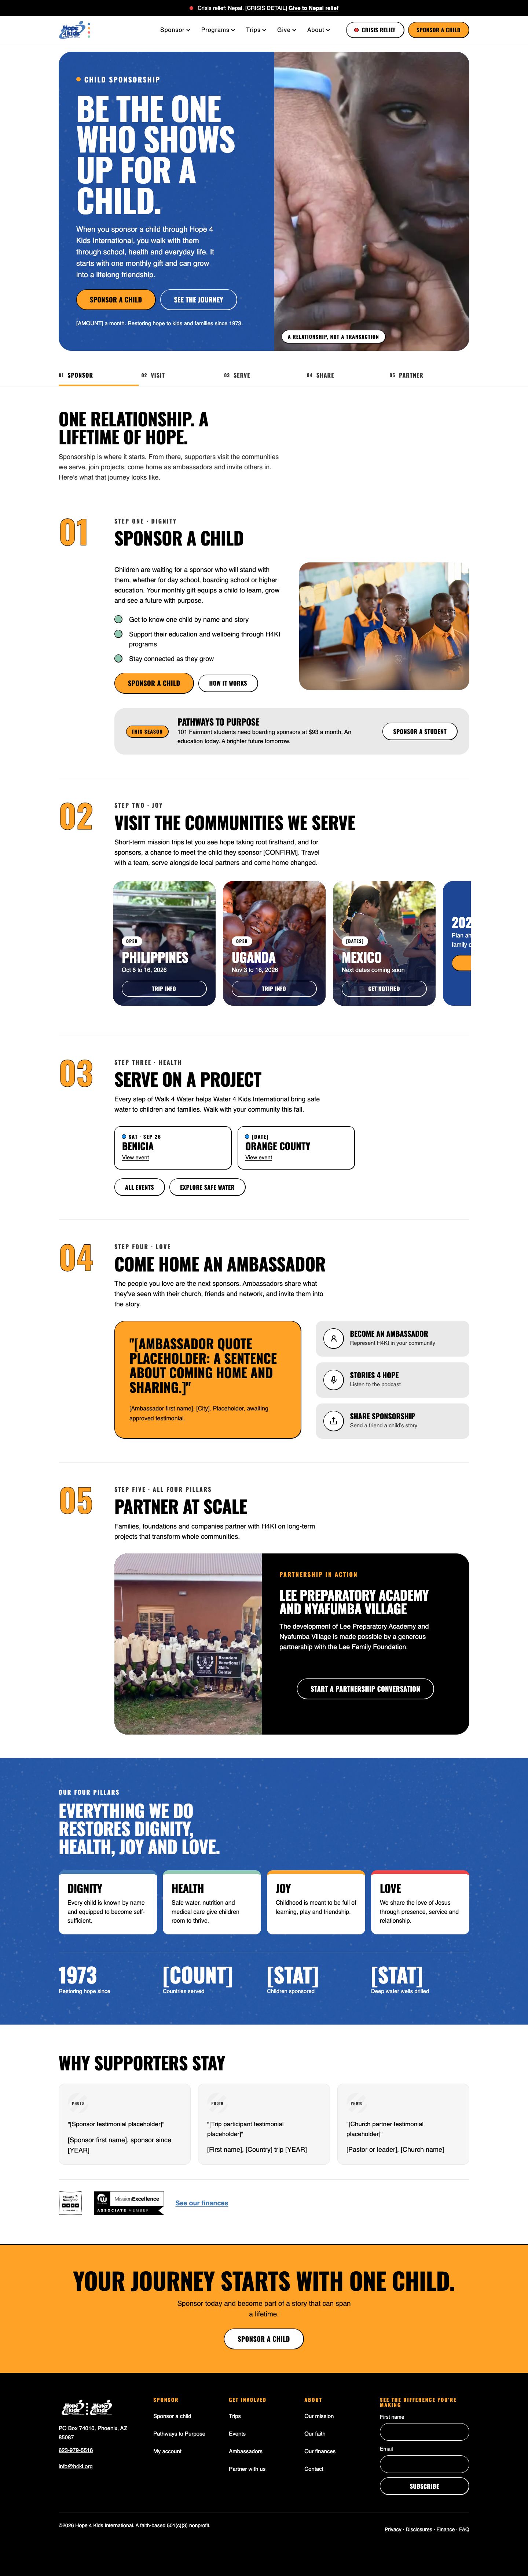 Crisis relief: Nepal. [CRISIS DETAIL] Give to Nepal relief
Hope 4 kids
Sponsor
Programs
Trips
Give
About
CRISIS RELIEF
SPONSOR A CHILD
CHILD SPONSORSHIP
BE THE ONE
WHO SHOWS
UP FOR A
CHILD.
When you sponsor a child through Hope 4
Kids International, you walk with them
through school, health and everyday life. It
starts with one monthly gift and can grow
into a lifelong friendship.
SPONSOR A CHILD
SEE THE JOURNEY
[AMOUNT] a month. Restoring hope to kids and families since 1973.
A RELATIONSHIP, NOT A TRANSACTION
01 SPONSOR
02 VISIT
03 SERVE
04 SHARE
05 PARTNER
ONE RELATIONSHIP. A
LIFETIME OF HOPE.
Sponsorship is where it starts. From there, supporters visit the communities
we serve, join projects, come home as ambassadors and invite others in.
Here's what that journey looks like.
01
STEP ONE · DIGNITY
SPONSOR A CHILD
Children are waiting for a sponsor who will stand with
them, whether for day school, boarding school or higher
education. Your monthly gift equips a child to learn, grow
and see a future with purpose.
Get to know one child by name and story
Support their education and wellbeing through H4KI
programs
Stay connected as they grow
SPONSOR A CHILD
HOW IT WORKS
THIS SEASON
PATHWAYS TO PURPOSE
101 Fairmont students need boarding sponsors at $93 a month. An
education today. A brighter future tomorrow.
SPONSOR A STUDENT
02
STEP TWO · JOY
VISIT THE COMMUNITIES WE SERVE
Short-term mission trips let you see hope taking root firsthand, and for
sponsors, a chance to meet the child they sponsor [CONFIRM]. Travel
with a team, serve alongside local partners and come home changed.
OPEN
PHILIPPINES
Oct 6 to 16, 2026
TRIP INFO
OPEN
UGANDA
Nov 3 to 16, 2026
TRIP INFO
[DATES]
MEXICO
Next dates coming soon
GET NOTIFIED
202
Plan ah
family o
03
STEP THREE · HEALTH
SERVE ON A PROJECT
Every step of Walk 4 Water helps Water 4 Kids International bring safe
water to children and families. Walk with your community this fall.
SAT · SEP 26
BENICIA
View event
[DATE]
ORANGE COUNTY
View event
ALL EVENTS
EXPLORE SAFE WATER
04
STEP FOUR · LOVE
COME HOME AN AMBASSADOR
The people you love are the next sponsors. Ambassadors share what
they've seen with their church, friends and network, and invite them into
the story.
"[AMBASSADOR QUOTE
PLACEHOLDER: A SENTENCE
ABOUT COMING HOME AND
SHARING.]"
[Ambassador first name], [City]. Placeholder, awaiting
approved testimonial.
BECOME AN AMBASSADOR
Represent H4KI in your community
STORIES 4 HOPE
Listen to the podcast
SHARE SPONSORSHIP
Send a friend a child's story
05
STEP FIVE · ALL FOUR PILLARS
PARTNER AT SCALE
Families, foundations and companies partner with H4KI on long-term
projects that transform whole communities.
PARTNERSHIP IN ACTION
LEE PREPARATORY ACADEMY
AND NYAFUMBA VILLAGE
The development of Lee Preparatory Academy and
Nyafumba Village is made possible by a generous
partnership with the Lee Family Foundation.
START A PARTNERSHIP CONVERSATION
OUR FOUR PILLARS
EVERYTHING WE DO
RESTORES DIGNITY,
HEALTH, JOY AND LOVE.
DIGNITY
Every child is known by name
and equipped to become self-
sufficient.
HEALTH
Safe water, nutrition and
medical care give children
room to thrive.
JOY
Childhood is meant to be full of
learning, play and friendship.
LOVE
We share the love of Jesus
through presence, service and
relationship.
1973
Restoring hope since
[COUNT]
Countries served
[STAT]
Children sponsored
[STAT]
Deep water wells drilled
WHY SUPPORTERS STAY
PHOTO
"[Sponsor testimonial placeholder]"
[Sponsor first name], sponsor since
[YEAR]
PHOTO
"[Trip participant testimonial
placeholder]"
[First name], [Country] trip [YEAR]
PHOTO
"[Church partner testimonial
placeholder]"
[Pastor or leader], [Church name]
Charity
Navigator
MissionExcellence
ASSOCIATE MEMBER
See our finances
YOUR JOURNEY STARTS WITH ONE CHILD.
Sponsor today and become part of a story that can span
a lifetime.
SPONSOR A CHILD
PO Box 74010, Phoenix, AZ
85087
623-979-5516
info@h4ki.org
SPONSOR
Sponsor a child
Pathways to Purpose
My account
GET INVOLVED
Trips
Events
Ambassadors
Partner with us
ABOUT
Our mission
Our faith
Our finances
Contact
SEE THE DIFFERENCE YOU'RE
MAKING
First name
Email
SUBSCRIBE
©2026 Hope 4 Kids International. A faith-based 501(c)(3) nonprofit.
Privacy · Disclosures · Finance · FAQ